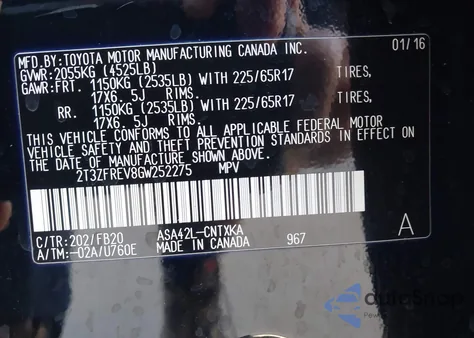 MFD.BY:TOYOTA MOTOR MANUFACTURING CANADA INC. 01/16
GVWR:2055KG (4525LB)
GAWR:FRT. 1150KG (2535LB) WITH 225/65R17 TIRES,
17X6. 5J RIMS.
RR. 1150KG (2535LB) WITH 225/65R17 TIRES,
17X6. 5J RIMS.
THIS VEHICLE CONFORMS TO ALL APPLICABLE FEDERAL MOTOR
VEHICLE SAFETY AND THEFT PREVENTION STANDARDS IN EFFECT ON
THE DATE OF MANUFACTURE SHOWN ABOVE.
2T3ZFREV8GW252275 MPV
C/TR:202/FB20 ASA42L-CNTXKA
A/TM:-02A/U760E MADE IN CANADA 967 A
autoSnap